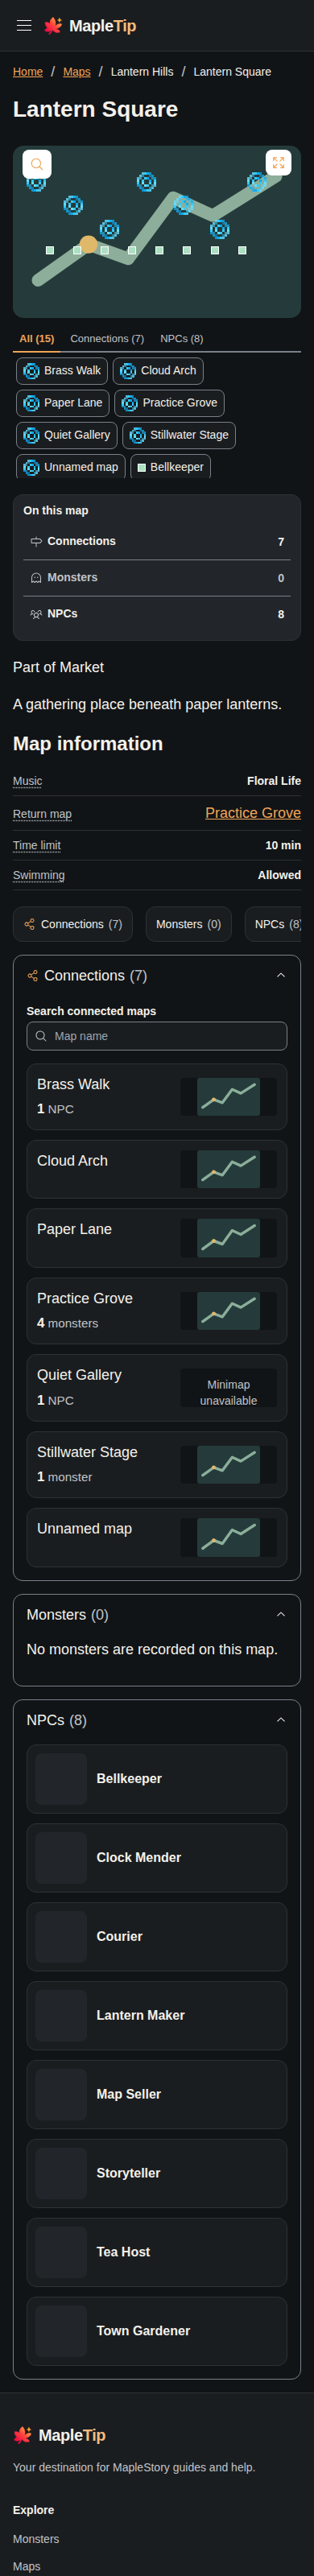 MapleTip
Home / Maps / Lantern Hills / Lantern Square
Lantern Square
All (15) Connections (7) NPCs (8)
Brass Walk Cloud Arch
Paper Lane Practice Grove
Quiet Gallery Stillwater Stage
Unnamed map Bellkeeper
On this map
Connections 7
Monsters 0
NPCs 8
Part of Market
A gathering place beneath paper lanterns.
Map information
Music Floral Life
Return map Practice Grove
Time limit 10 min
Swimming Allowed
Connections (7) Monsters (0) NPCs (8)
Connections (7)
Search connected maps
Map name
Brass Walk
1 NPC
Cloud Arch
Paper Lane
Practice Grove
4 monsters
Quiet Gallery
1 NPC
Minimap
unavailable
Stillwater Stage
1 monster
Unnamed map
Monsters (0)
No monsters are recorded on this map.
NPCs (8)
Bellkeeper
Clock Mender
Courier
Lantern Maker
Map Seller
Storyteller
Tea Host
Town Gardener
MapleTip
Your destination for MapleStory guides and help.
Explore
Monsters
Maps